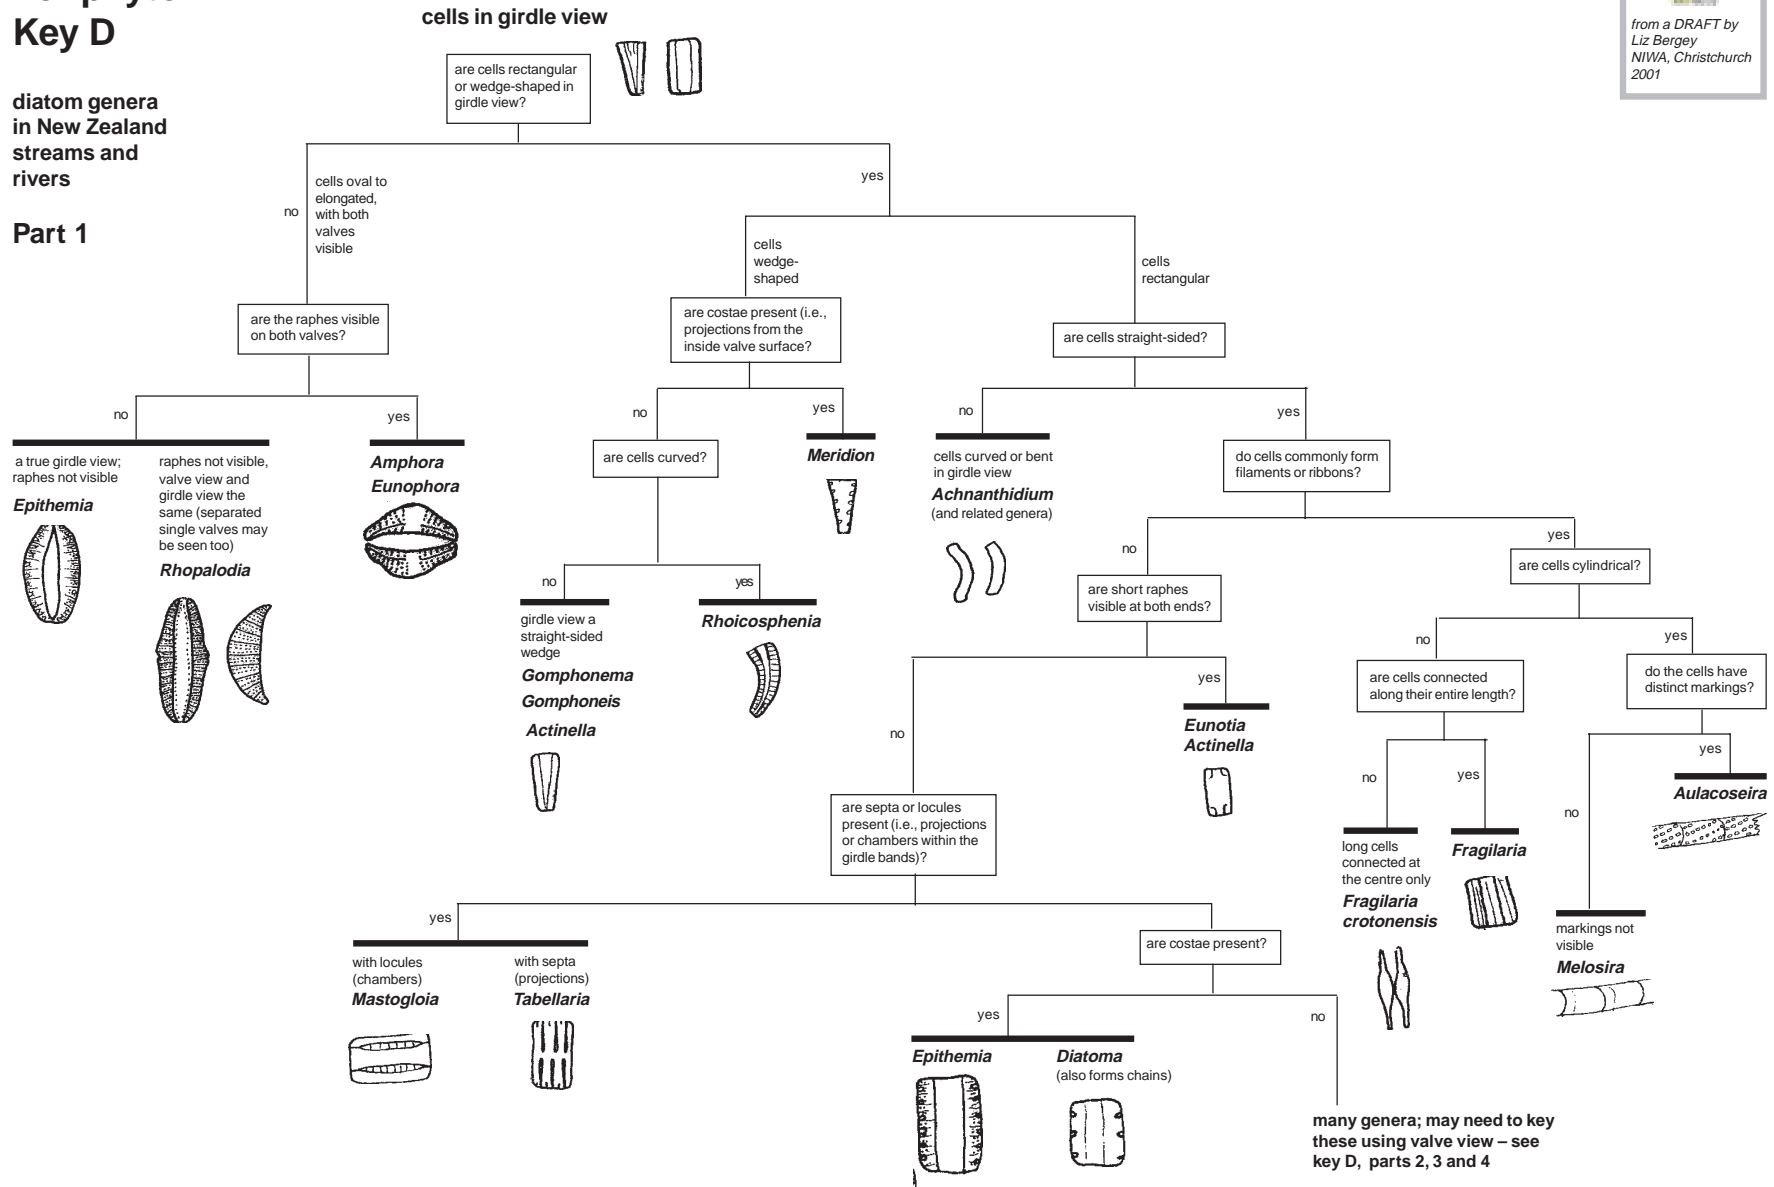 Key D
diatom genera
in New Zealand
streams and
rivers
Part 1
cells in girdle view
from a DRAFT by
Liz Bergey
NIWA, Christchurch
2001
are cells rectangular
or wedge-shaped in
girdle view?
no
cells oval to
elongated,
with both
valves
visible
yes
cells
wedge-
shaped
cells
rectangular
are the raphes visible
on both valves?
are costae present (i.e.,
projections from the
inside valve surface?
are cells straight-sided?
no
yes
no
yes
no
yes
a true girdle view;
raphes not visible
Epithemia
raphes not visible,
valve view and
girdle view the
same (separated
single valves may
be seen too)
Rhopalodia
Amphora
Eunophora
are cells curved?
Meridion
cells curved or bent
in girdle view
Achnanthidium
(and related genera)
do cells commonly form
filaments or ribbons?
no
yes
no
yes
girdle view a
straight-sided
wedge
Gomphonema
Gomphoneis
Actinella
Rhoicosphenia
are short raphes
visible at both ends?
are cells cylindrical?
no
yes
no
yes
Eunotia
Actinella
are cells connected
along their entire length?
do the cells have
distinct markings?
no
yes
no
yes
are septa or locules
present (i.e., projections
or chambers within the
girdle bands)?
long cells
connected at
the centre only
Fragilaria
crotonensis
Fragilaria
Aulacoseira
markings not
visible
Melosira
yes
are costae present?
with locules
(chambers)
Mastogloia
with septa
(projections)
Tabellaria
yes
no
Epithemia
Diatoma
(also forms chains)
many genera; may need to key
these using valve view – see
key D, parts 2, 3 and 4